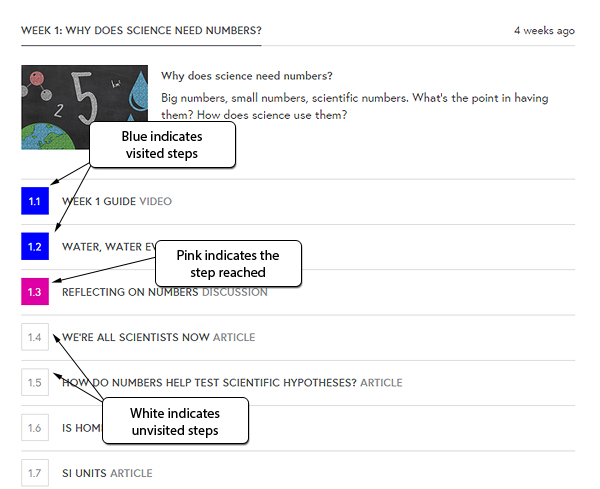 WEEK 1: WHY DOES SCIENCE NEED NUMBERS?
4 weeks ago
2 5
Why does science need numbers?
Big numbers, small numbers, scientific numbers. What's the point in having
them? How does science use them?
Blue indicates
visited steps
1.1 WEEK 1 GUIDE VIDEO
1.2 WATER, WATER EV
Pink indicates the
step reached
1.3 REFLECTING ON NUMBERS DISCUSSION
1.4 WE'RE ALL SCIENTISTS NOW ARTICLE
1.5 HOW DO NUMBERS HELP TEST SCIENTIFIC HYPOTHESES? ARTICLE
White indicates
unvisited steps
1.6 IS HOM
1.7 SI UNITS ARTICLE